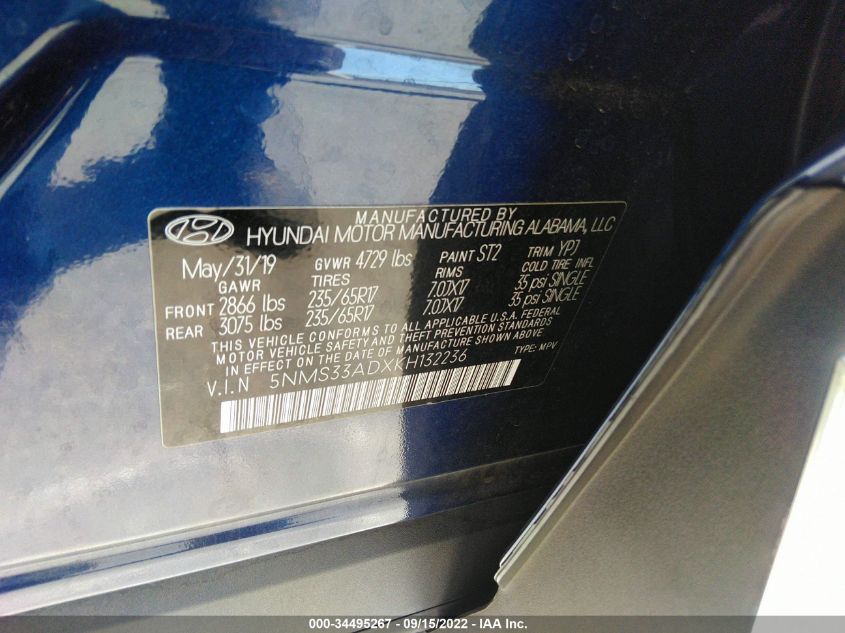 MANUFACTURED BY
HYUNDAI MOTOR MANUFACTURING ALABAMA, LLC
May/31/19 GVWR 4729 lbs PAINT ST2 TRIM YPJ
GAWR TIRES RIMS COLD TIRE INFL
FRONT 2866 lbs 235/65R17 7.0JX17 35 psi SINGLE
REAR 3075 lbs 235/65R17 7.0JX17 35 psi SINGLE
THIS VEHICLE CONFORMS TO ALL APPLICABLE U.S.A. FEDERAL
MOTOR VEHICLE SAFETY AND THEFT PREVENTION STANDARDS
IN EFFECT ON THE DATE OF MANUFACTURE SHOWN ABOVE
V.I.N 5NMS33ADXKH132236 TYPE: MPV
000-34495267 - 09/15/2022 - IAA Inc.